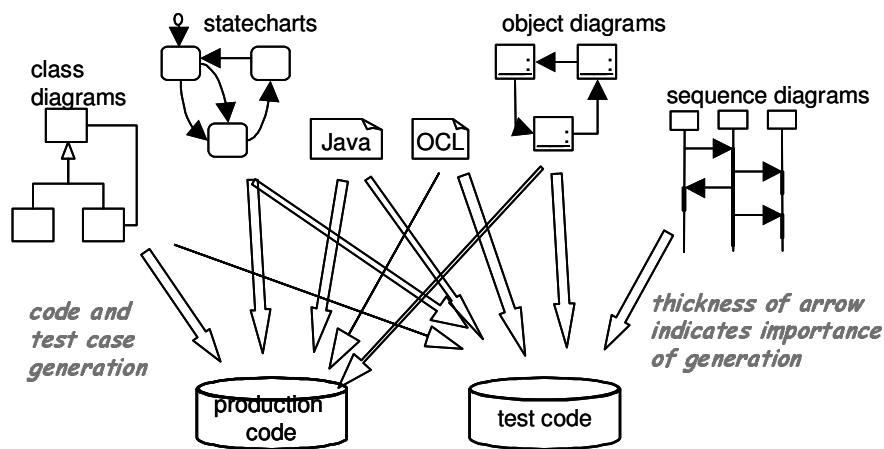 statecharts
object diagrams
class
diagrams
sequence diagrams
Java
OCL
code and
test case
generation
thickness of arrow
indicates importance
of generation
production
code
test code